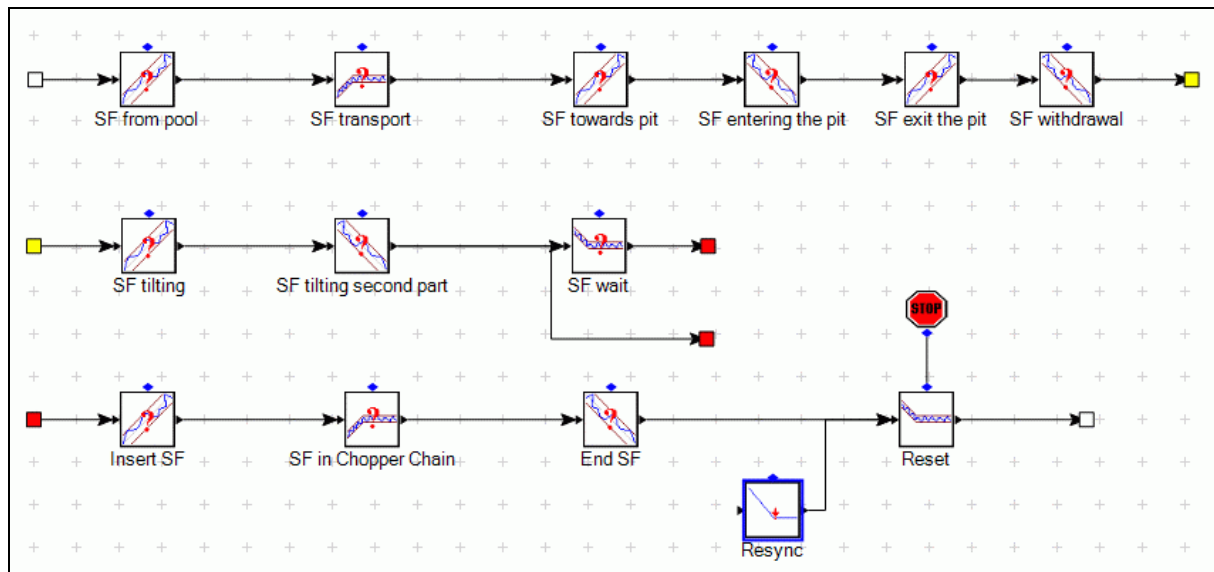 SF from pool
SF transport
SF towards pit
SF entering the pit
SF exit the pit
SF withdrawal
SF tilting
SF tilting second part
SF wait
STOP
Insert SF
SF in Chopper Chain
End SF
Reset
Resync